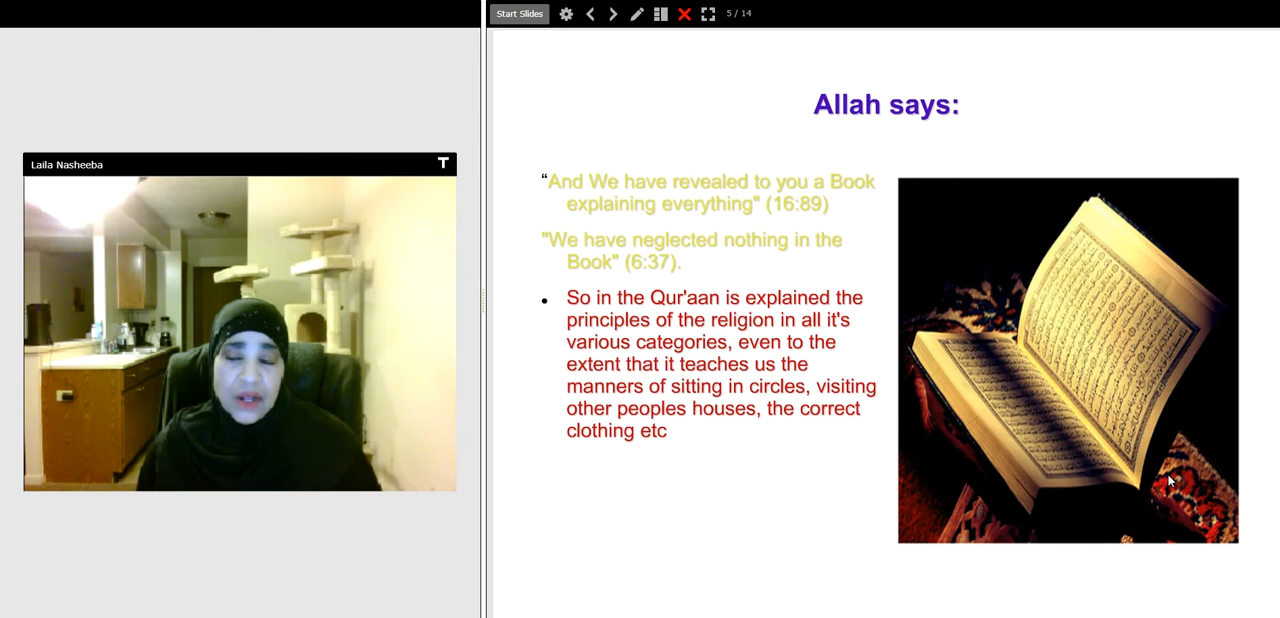 Start Slides
5 / 14
Laila Nasheeba
T
Allah says:
“And We have revealed to you a Book
explaining everything" (16:89)
"We have neglected nothing in the
Book" (6:37).
• So in the Qur'aan is explained the
principles of the religion in all it's
various categories, even to the
extent that it teaches us the
manners of sitting in circles, visiting
other peoples houses, the correct
clothing etc